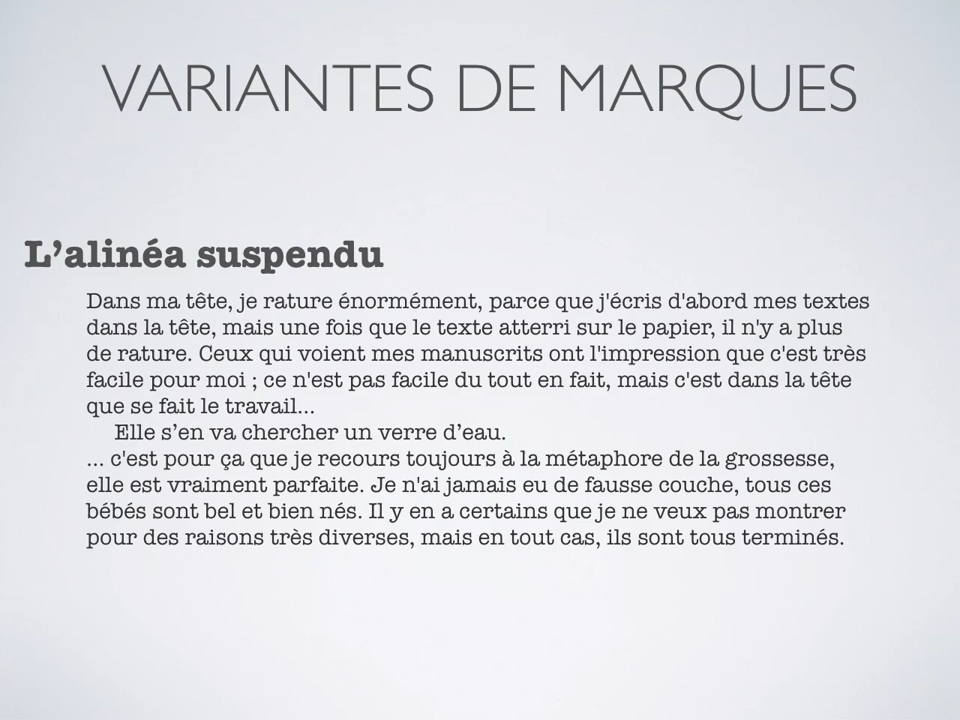 VARIANTES DE MARQUES
L’alinéa suspendu
Dans ma tête, je rature énormément, parce que j'écris d'abord mes textes
dans la tête, mais une fois que le texte atterri sur le papier, il n'y a plus
de rature. Ceux qui voient mes manuscrits ont l'impression que c'est très
facile pour moi ; ce n'est pas facile du tout en fait, mais c'est dans la tête
que se fait le travail...
Elle s’en va chercher un verre d’eau.
... c'est pour ça que je recours toujours à la métaphore de la grossesse,
elle est vraiment parfaite. Je n'ai jamais eu de fausse couche, tous ces
bébés sont bel et bien nés. Il y en a certains que je ne veux pas montrer
pour des raisons très diverses, mais en tout cas, ils sont tous terminés.